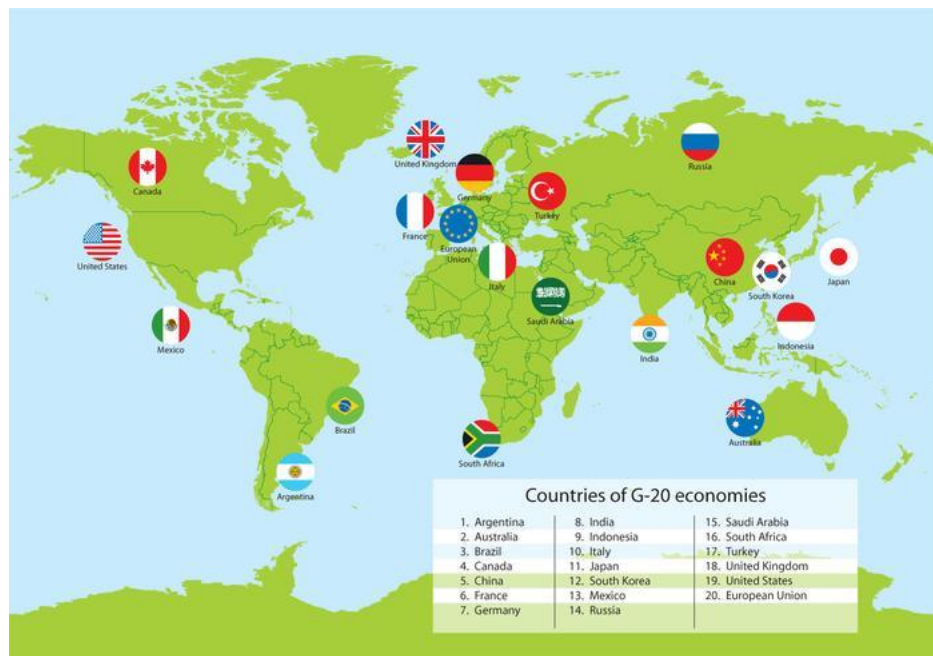 United Kingdom
Canada
Russia
Germany
Turkey
France
European
Union
United States
Italy
China
South Korea
Japan
Saudi Arabia
Mexico
India
Indonesia
Brazil
Australia
South Africa
Argentina
Countries of G-20 economies
1. Argentina
2. Australia
3. Brazil
4. Canada
5. China
6. France
7. Germany
8. India
9. Indonesia
10. Italy
11. Japan
12. South Korea
13. Mexico
14. Russia
15. Saudi Arabia
16. South Africa
17. Turkey
18. United Kingdom
19. United States
20. European Union